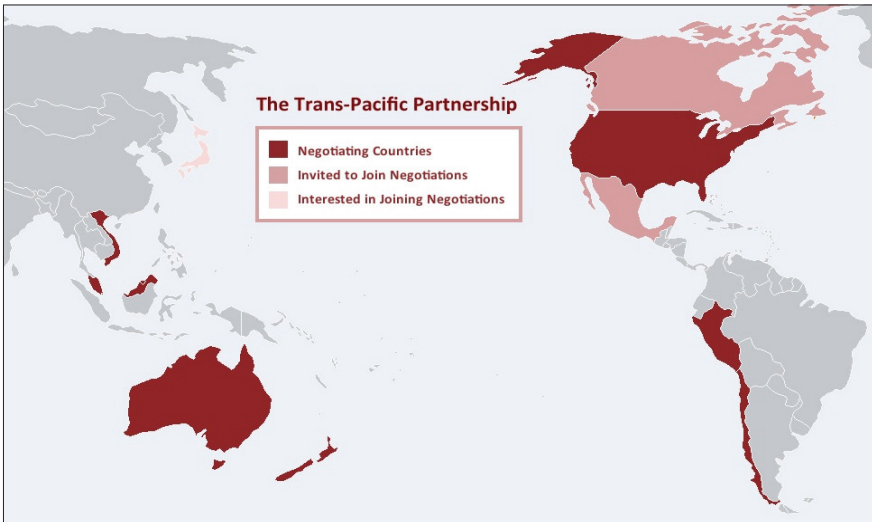 The Trans-Pacific Partnership
Negotiating Countries
Invited to Join Negotiations
Interested in Joining Negotiations